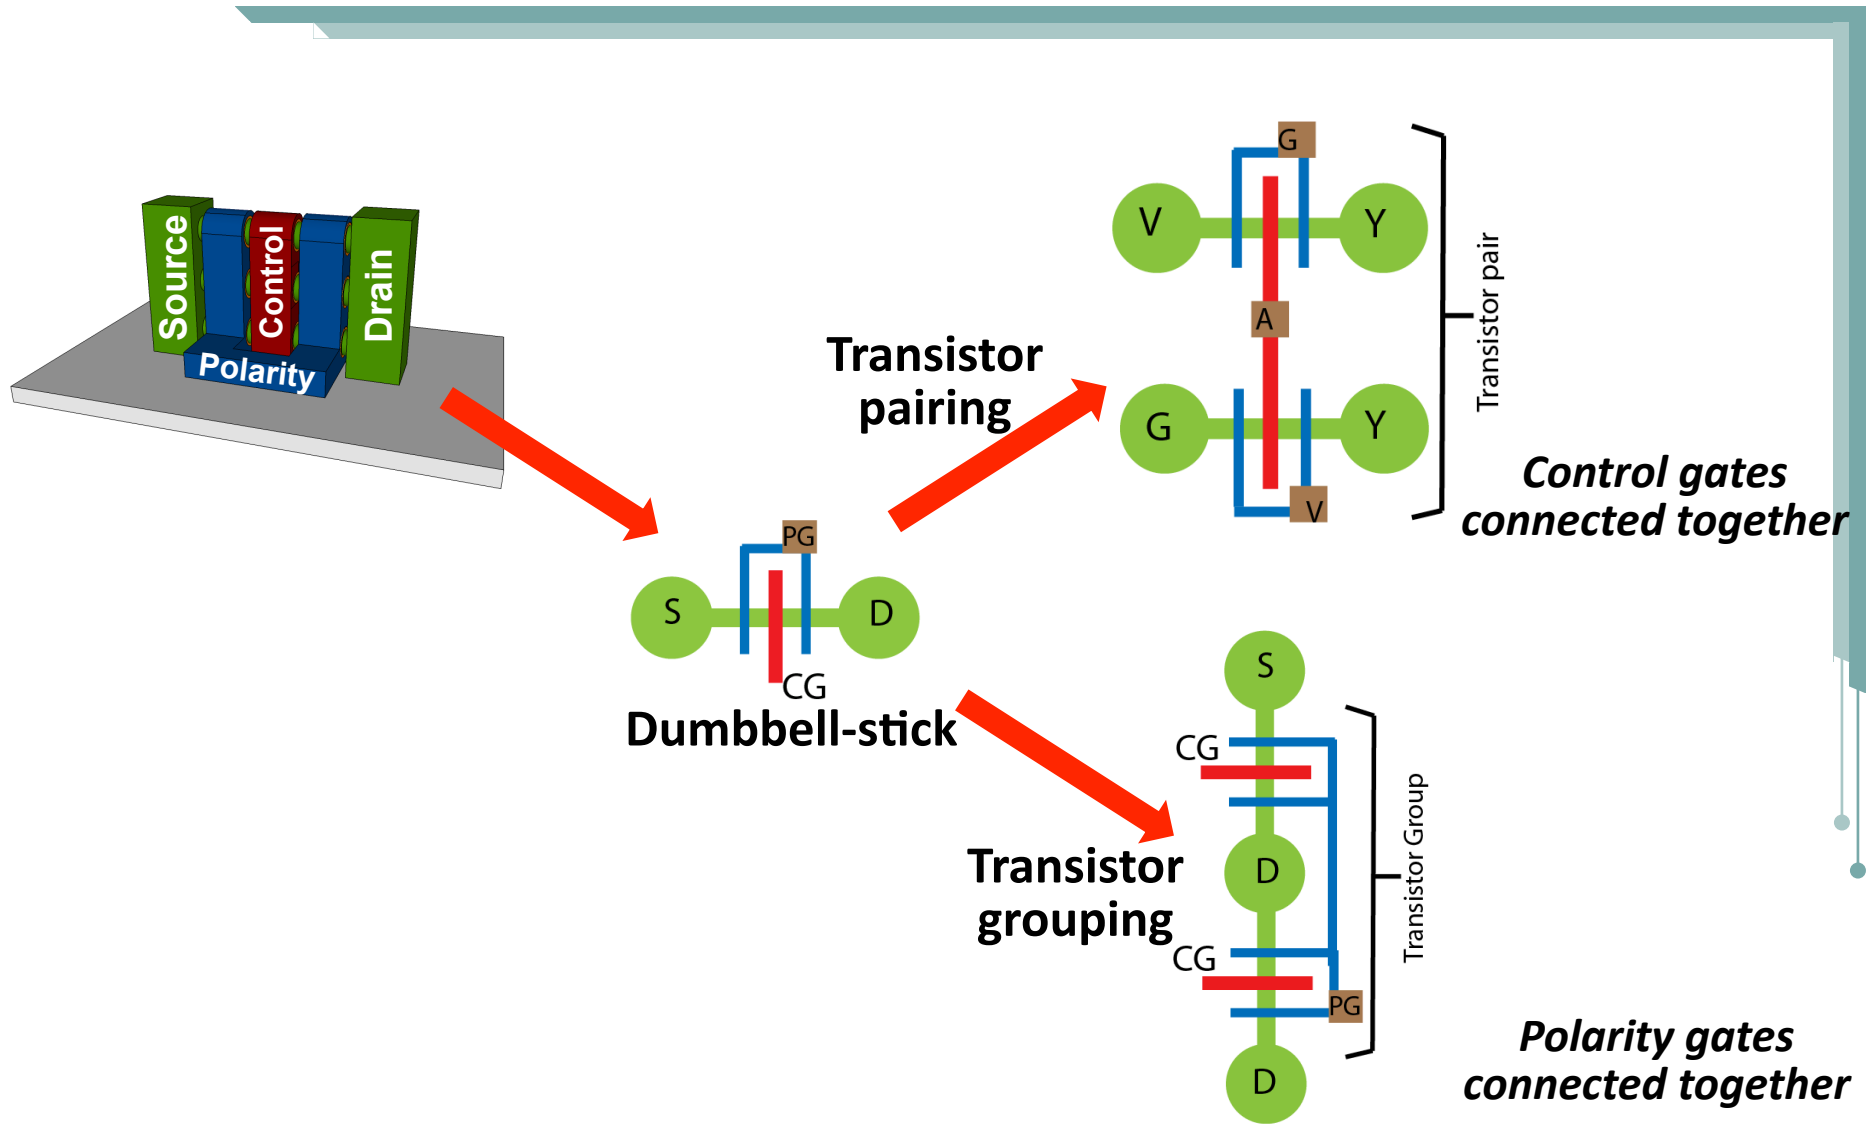 Source
Control
Drain
Polarity
Transistor
pairing
G
V
Y
A
G
Y
V
Transistor pair
Control gates
connected together
PG
S
D
CG
Dumbbell-stick
Transistor
grouping
S
CG
D
CG
PG
D
Transistor Group
Polarity gates
connected together